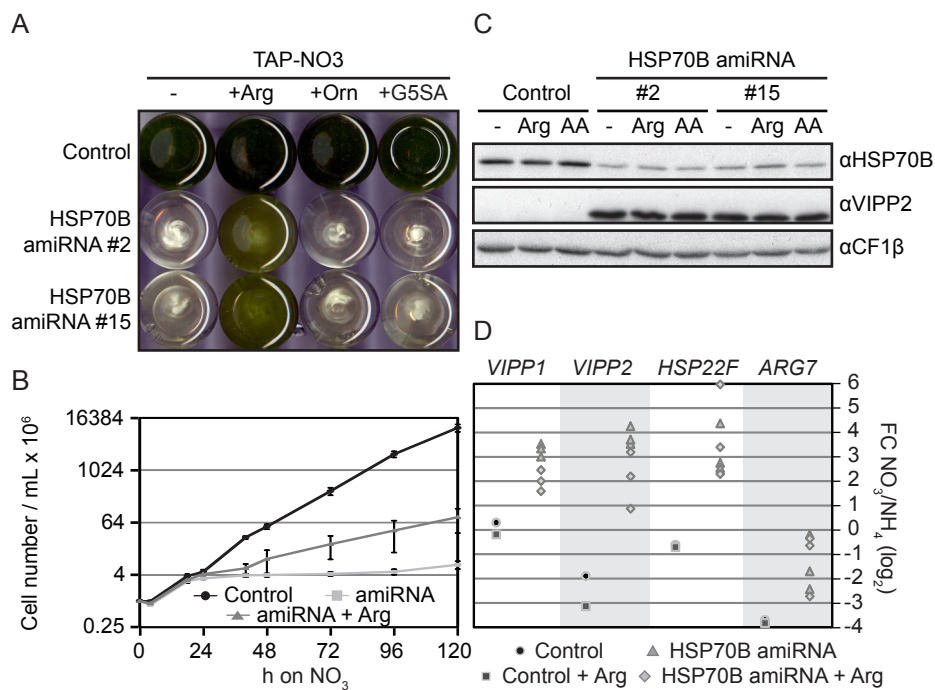 A
TAP-NO3
- +Arg +Orn +G5SA
Control
HSP70B
amiRNA #2
HSP70B
amiRNA #15
B
Cell number / mL x 10⁶
16384
1024
64
4
0.25
0 24 48 72 96 120
h on NO₃
Control
amiRNA
amiRNA + Arg
C
HSP70B amiRNA
Control #2 #15
- Arg AA - Arg AA - Arg AA
αHSP70B
αVIPP2
αCF1β
D
VIPP1 VIPP2 HSP22F ARG7
6
5
4
3
2
1
0
-1
-2
-3
-4
FC NO₃/NH₄ (log₂)
Control
HSP70B amiRNA
Control + Arg
HSP70B amiRNA + Arg